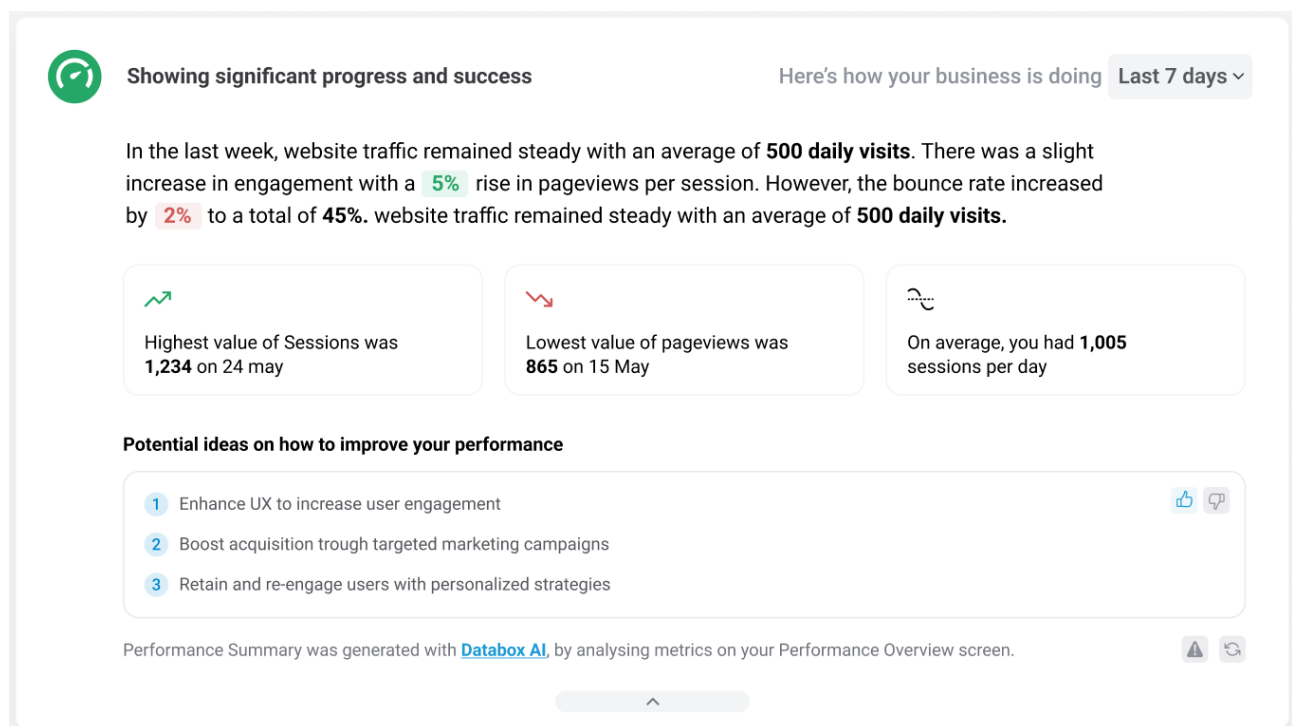 Showing significant progress and success
Here's how your business is doing Last 7 days
In the last week, website traffic remained steady with an average of 500 daily visits. There was a slight
increase in engagement with a 5% rise in pageviews per session. However, the bounce rate increased
by 2% to a total of 45%. website traffic remained steady with an average of 500 daily visits.
Highest value of Sessions was
1,234 on 24 may
Lowest value of pageviews was
865 on 15 May
On average, you had 1,005
sessions per day
Potential ideas on how to improve your performance
1 Enhance UX to increase user engagement
2 Boost acquisition trough targeted marketing campaigns
3 Retain and re-engage users with personalized strategies
Performance Summary was generated with Databox AI, by analysing metrics on your Performance Overview screen.